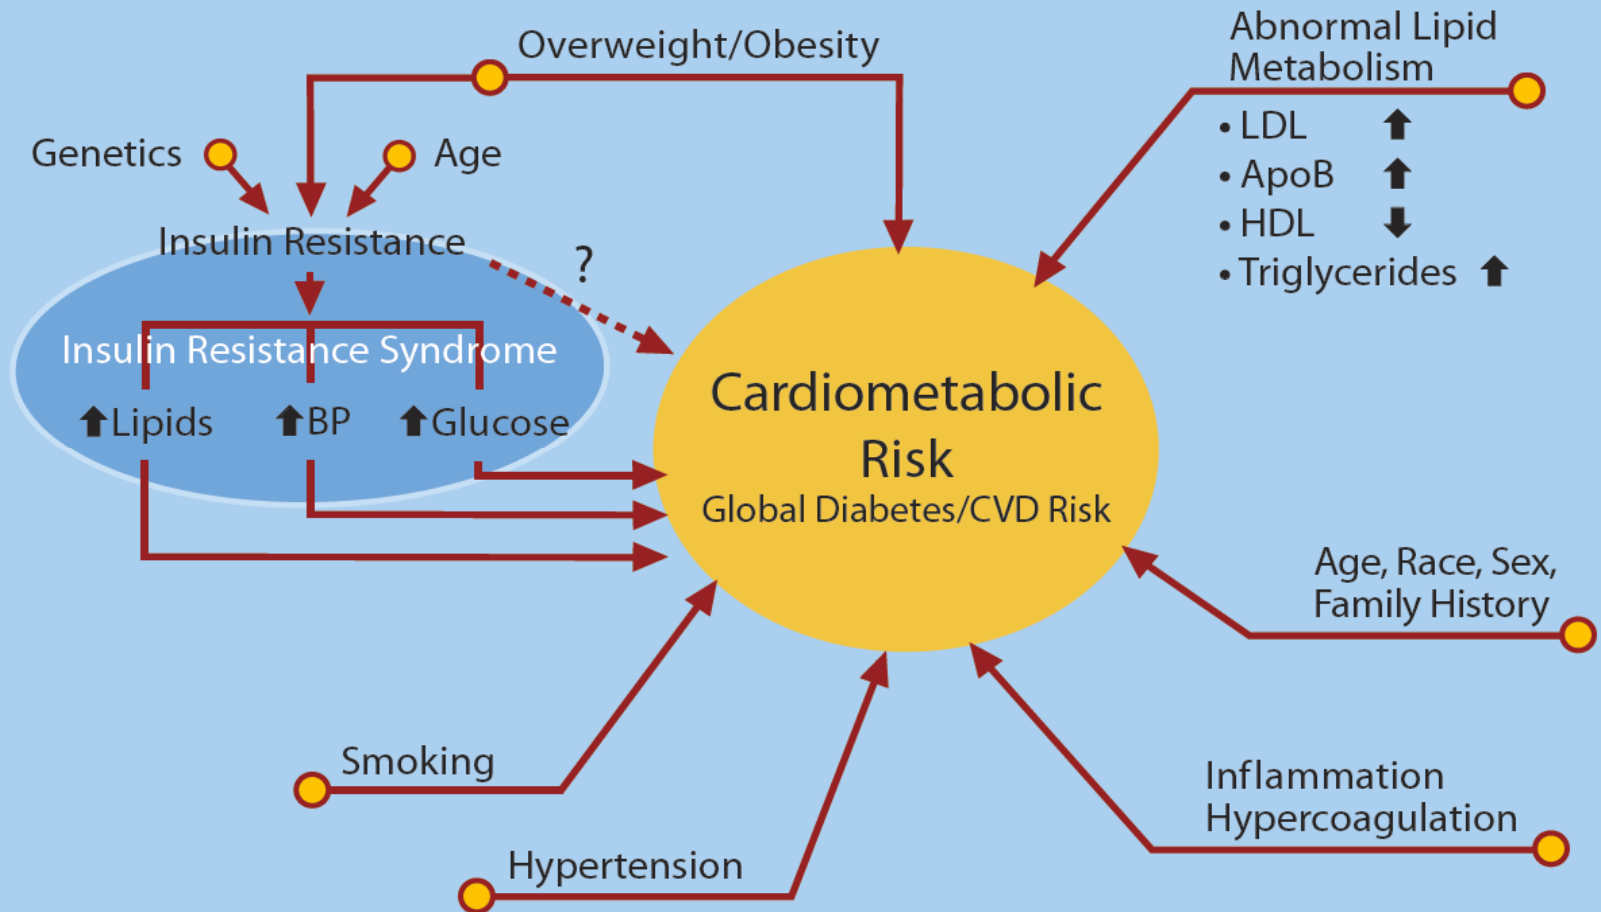 Overweight/Obesity
Abnormal Lipid
Metabolism
• LDL ⬆
• ApoB ⬆
• HDL ⬇
• Triglycerides ⬆
Genetics
Age
Insulin Resistance
?
Insulin Resistance Syndrome
⬆Lipids ⬆BP ⬆Glucose
Cardiometabolic
Risk
Global Diabetes/CVD Risk
Age, Race, Sex,
Family History
Smoking
Inflammation
Hypercoagulation
Hypertension